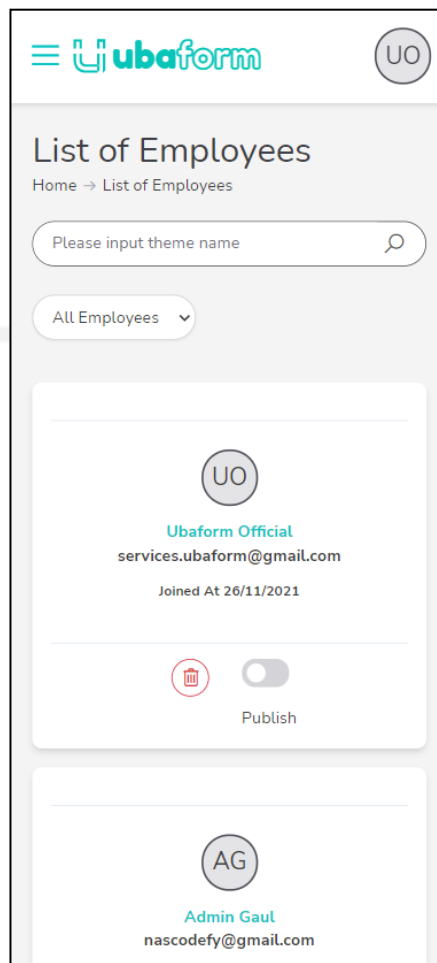 ubaform
UO
List of Employees
Home → List of Employees
Please input theme name
All Employees
UO
Ubaform Official
services.ubaform@gmail.com
Joined At 26/11/2021
Publish
AG
Admin Gaul
nascodefy@gmail.com